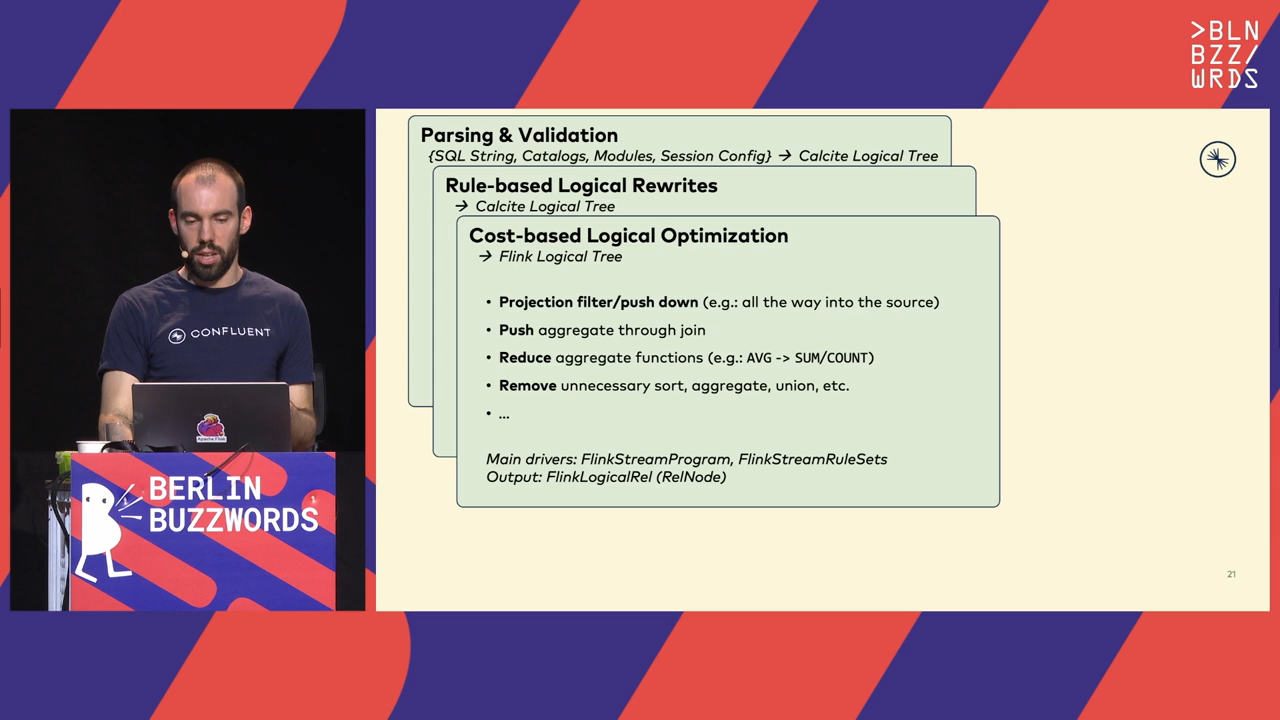 >BLN
BZZ/
WRDS
Parsing & Validation
{SQL String, Catalogs, Modules, Session Config} → Calcite Logical Tree
Rule-based Logical Rewrites
→ Calcite Logical Tree
Cost-based Logical Optimization
→ Flink Logical Tree
• Projection filter/push down (e.g.: all the way into the source)
• Push aggregate through join
• Reduce aggregate functions (e.g.: AVG -> SUM/COUNT)
• Remove unnecessary sort, aggregate, union, etc.
• ...
Main drivers: FlinkStreamProgram, FlinkStreamRuleSets
Output: FlinkLogicalRel (RelNode)
21
CONFLUENT
Apache Flink
BERLIN
BUZZWORDS